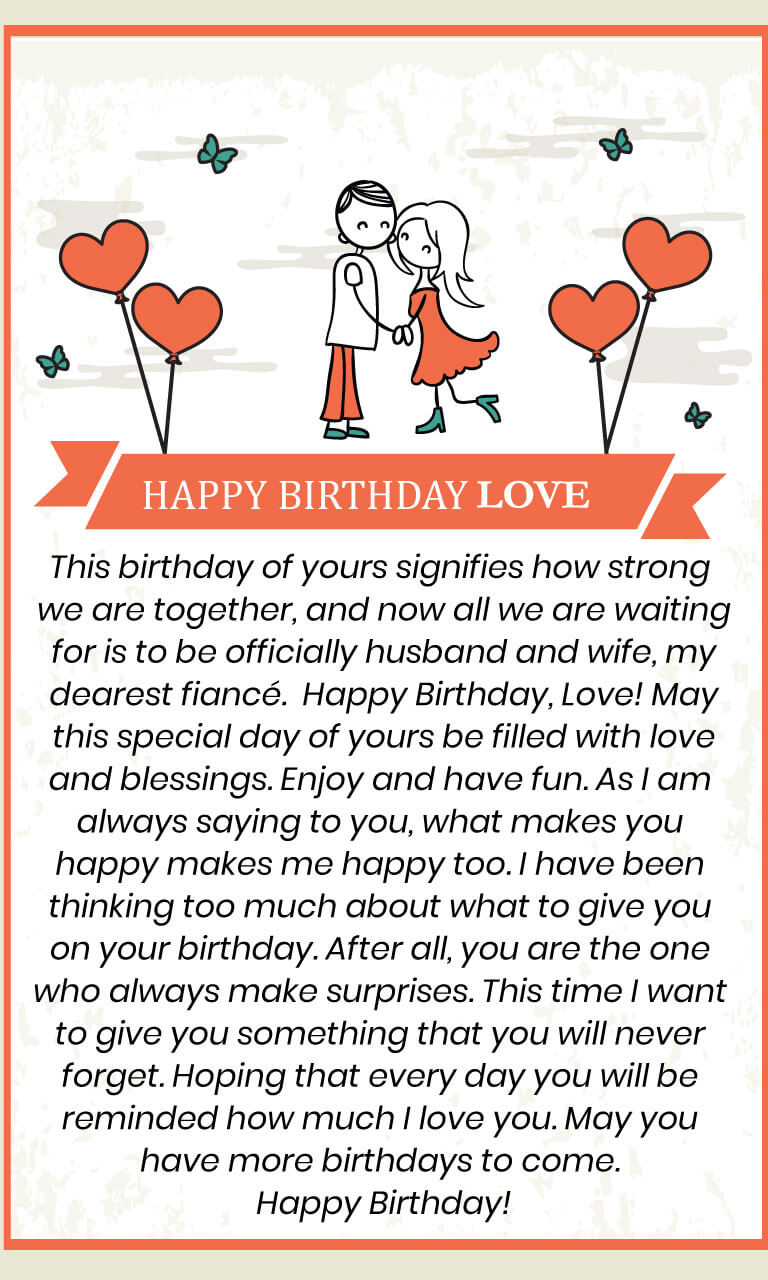 HAPPY BIRTHDAY LOVE
This birthday of yours signifies how strong
we are together, and now all we are waiting
for is to be officially husband and wife, my
dearest fiancé. Happy Birthday, Love! May
this special day of yours be filled with love
and blessings. Enjoy and have fun. As I am
always saying to you, what makes you
happy makes me happy too. I have been
thinking too much about what to give you
on your birthday. After all, you are the one
who always make surprises. This time I want
to give you something that you will never
forget. Hoping that every day you will be
reminded how much I love you. May you
have more birthdays to come.
Happy Birthday!